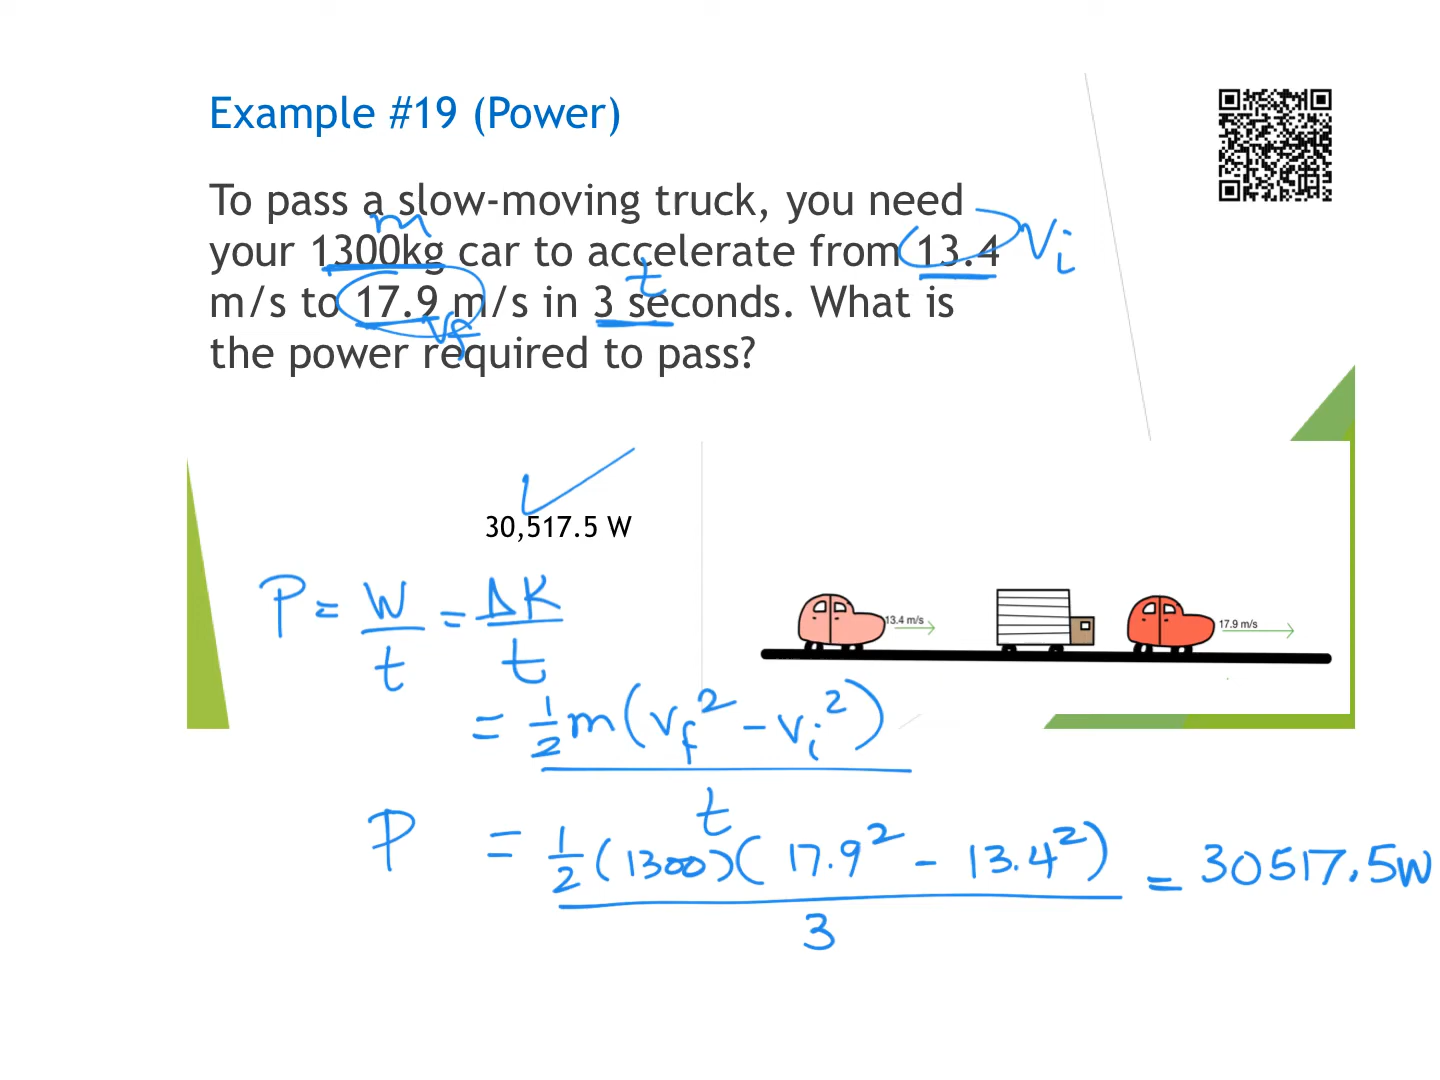 Example #19 (Power)
To pass a slow-moving truck, you need
m
your 1300kg car to accelerate from 13.4 Vi
t
m/s to 17.9 m/s in 3 seconds. What is
vf
the power required to pass?
30,517.5 W
P = W/t = ΔK/t
13.4 m/s
17.9 m/s
= 1/2 m (vf² - vi²) / t
P = 1/2 (1300)(17.9² - 13.4²) / 3 = 30517.5W